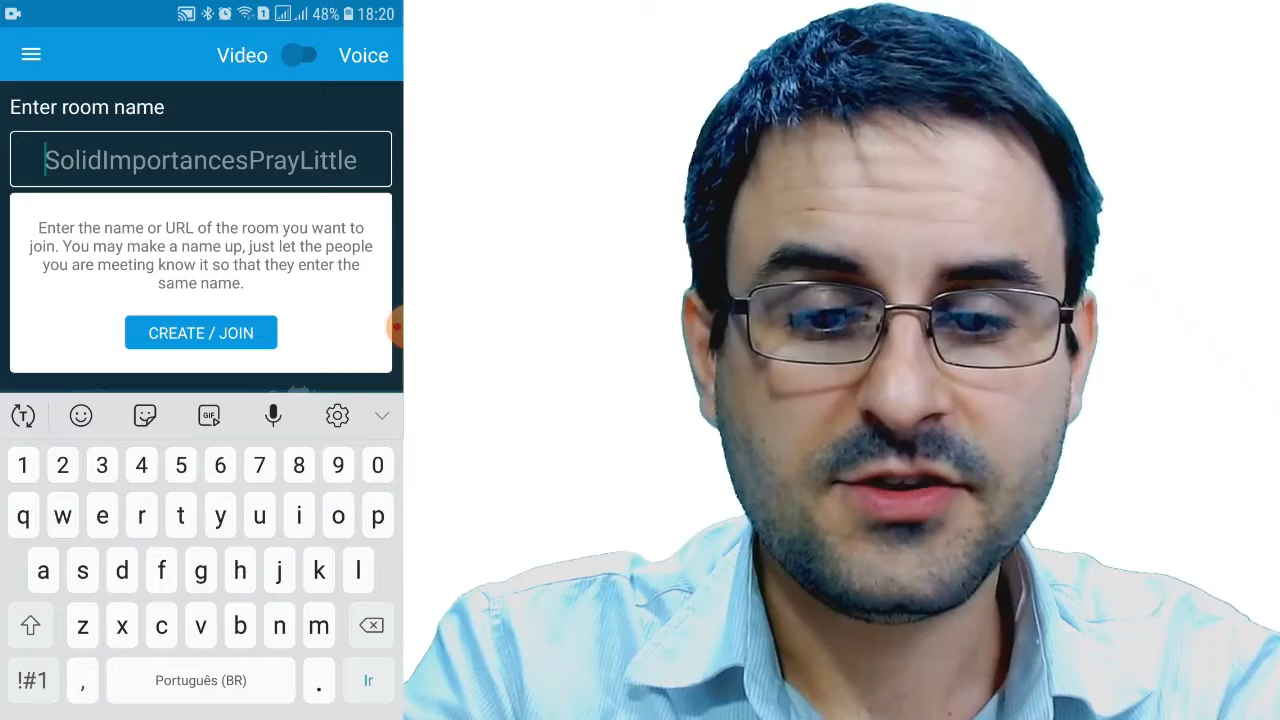 48% 18:20
Video Voice
Enter room name
SolidImportancesPrayLittle
Enter the name or URL of the room you want to
join. You may make a name up, just let the people
you are meeting know it so that they enter the
same name.
CREATE / JOIN
GIF
1 2 3 4 5 6 7 8 9 0
q w e r t y u i o p
a s d f g h j k l
z x c v b n m
!#1 , Português (BR) . Ir